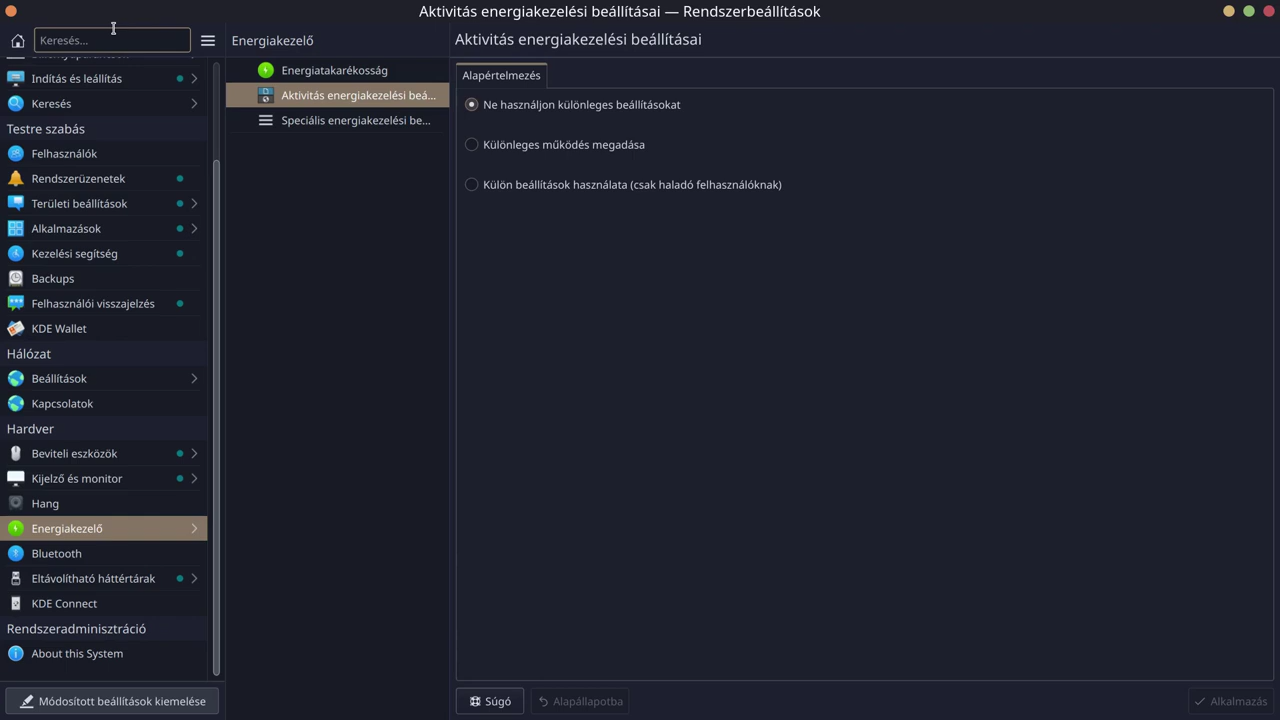 Aktivitás energiakezelési beállításai — Rendszerbeállítások
Keresés...
Energiakezelő
Aktivitás energiakezelési beállításai
Indítás és leállítás
Keresés
Testre szabás
Felhasználók
Rendszerüzenetek
Területi beállítások
Alkalmazások
Kezelési segítség
Backups
Felhasználói visszajelzés
KDE Wallet
Hálózat
Beállítások
Kapcsolatok
Hardver
Beviteli eszközök
Kijelző és monitor
Hang
Energiakezelő
Bluetooth
Eltávolítható háttértárak
KDE Connect
Rendszeradminisztráció
About this System
Módosított beállítások kiemelése
Energiatakarékosság
Aktivitás energiakezelési beá...
Speciális energiakezelési be...
Alapértelmezés
Ne használjon különleges beállításokat
Különleges működés megadása
Külön beállítások használata (csak haladó felhasználóknak)
Súgó
Alapállapotba
Alkalmazás